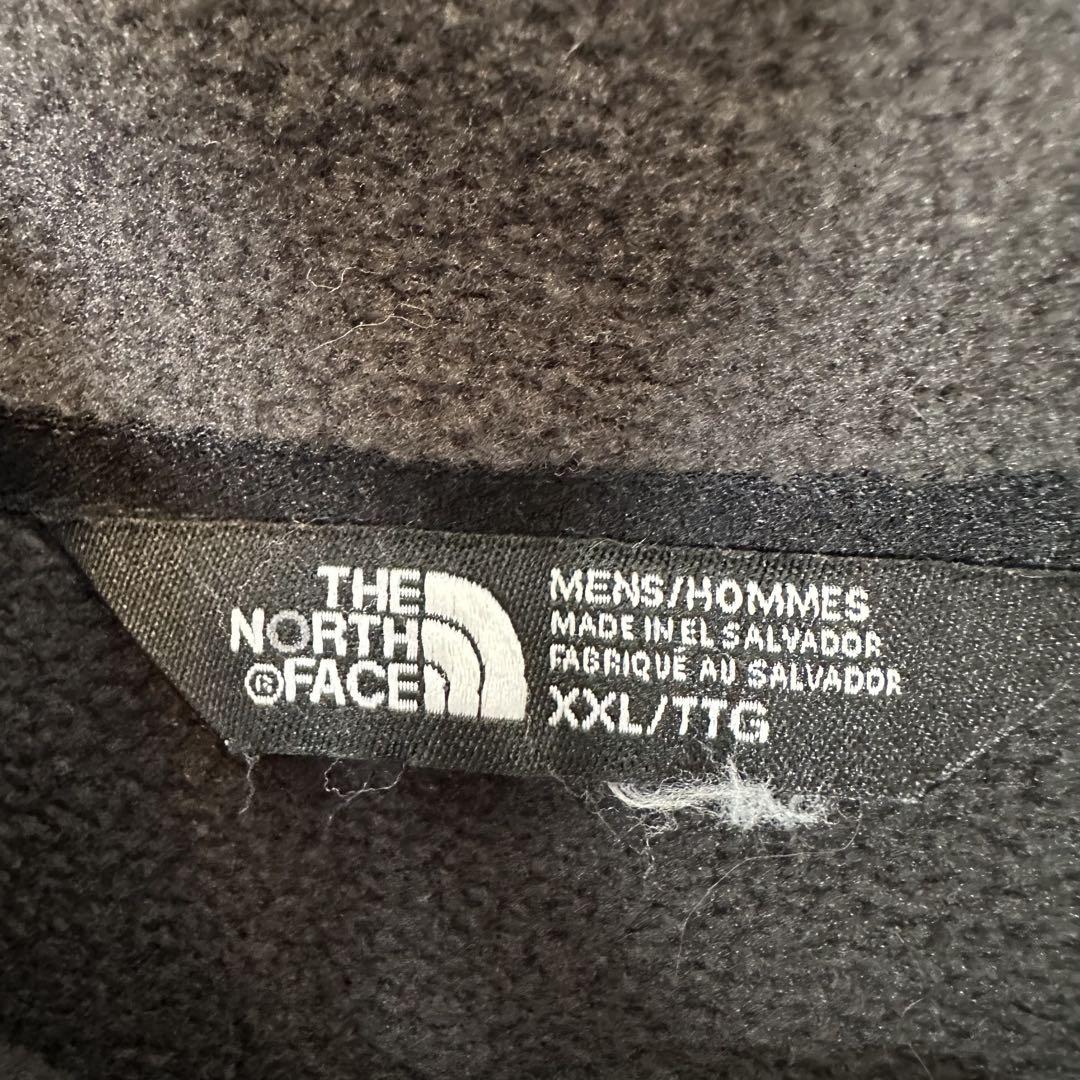 THE
NORTH
®FACE
MENS/HOMMES
MADE IN EL SALVADOR
FABRIQUÉ AU SALVADOR
XXL/TTG